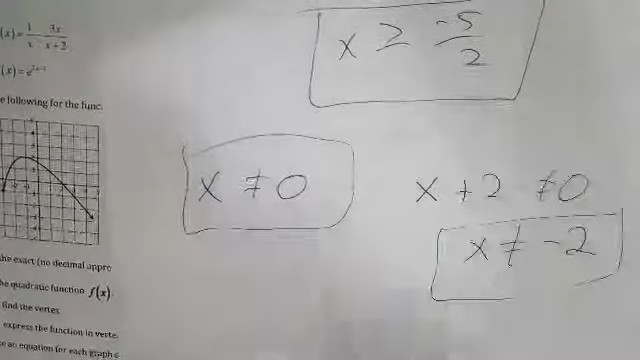 (x)= 1/x - 3x/x+2
(x)=
e following for the func
x ≥ -5/2
x ≠ 0
x + 2 ≠ 0
x ≠ -2
the exact (no decimal appro
he quadratic function f(x)
find the vertex
express the function in verte
an equation for each graph